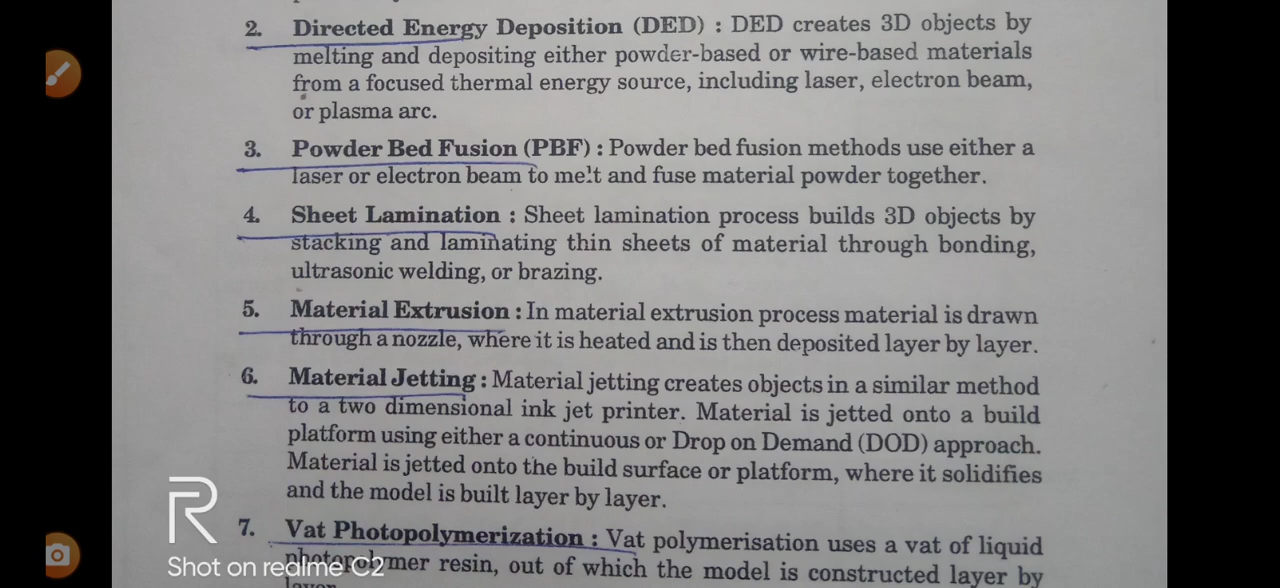 2. Directed Energy Deposition (DED) : DED creates 3D objects by
melting and depositing either powder-based or wire-based materials
from a focused thermal energy source, including laser, electron beam,
or plasma arc.
3. Powder Bed Fusion (PBF) : Powder bed fusion methods use either a
laser or electron beam to melt and fuse material powder together.
4. Sheet Lamination : Sheet lamination process builds 3D objects by
stacking and laminating thin sheets of material through bonding,
ultrasonic welding, or brazing.
5. Material Extrusion : In material extrusion process material is drawn
through a nozzle, where it is heated and is then deposited layer by layer.
6. Material Jetting : Material jetting creates objects in a similar method
to a two dimensional ink jet printer. Material is jetted onto a build
platform using either a continuous or Drop on Demand (DOD) approach.
Material is jetted onto the build surface or platform, where it solidifies
and the model is built layer by layer.
7. Vat Photopolymerization : Vat polymerisation uses a vat of liquid
photopolymer resin, out of which the model is constructed layer by
layer.
R
Shot on realme C2